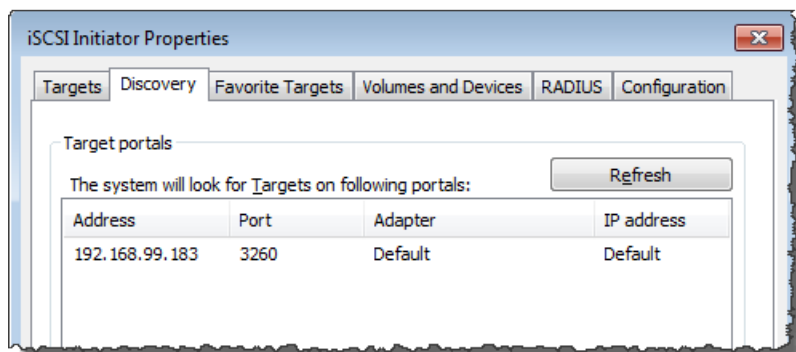 iSCSI Initiator Properties
Targets Discovery Favorite Targets Volumes and Devices RADIUS Configuration
Target portals
Refresh
The system will look for Targets on following portals:
Address Port Adapter IP address
192.168.99.183 3260 Default Default